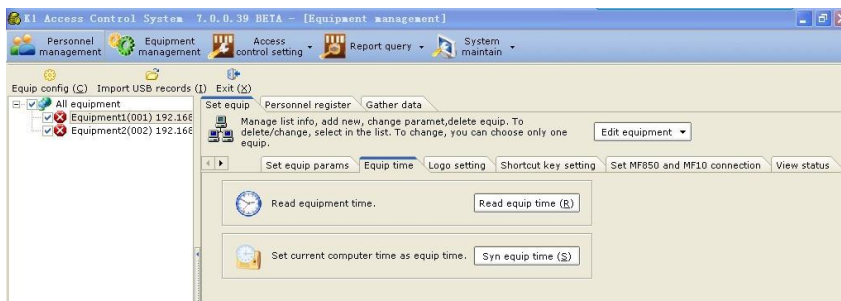 K1 Access Control System 7.0.0.39 BETA - [Equipment management]
Personnel management
Equipment management
Access control setting
Report query
System maintain
Equip config (C) Import USB records (I) Exit (X)
All equipment
Equipment1(001) 192.168
Equipment2(002) 192.168
Set equip Personnel register Gather data
Manage list info, add new, change paramet,delete equip. To
delete/change, select in the list. To change, you can choose only one
equip.
Edit equipment
Set equip params Equip time Logo setting Shortcut key setting Set MF850 and MF10 connection View status
Read equipment time.
Read equip time (R)
Set current computer time as equip time.
Syn equip time (S)